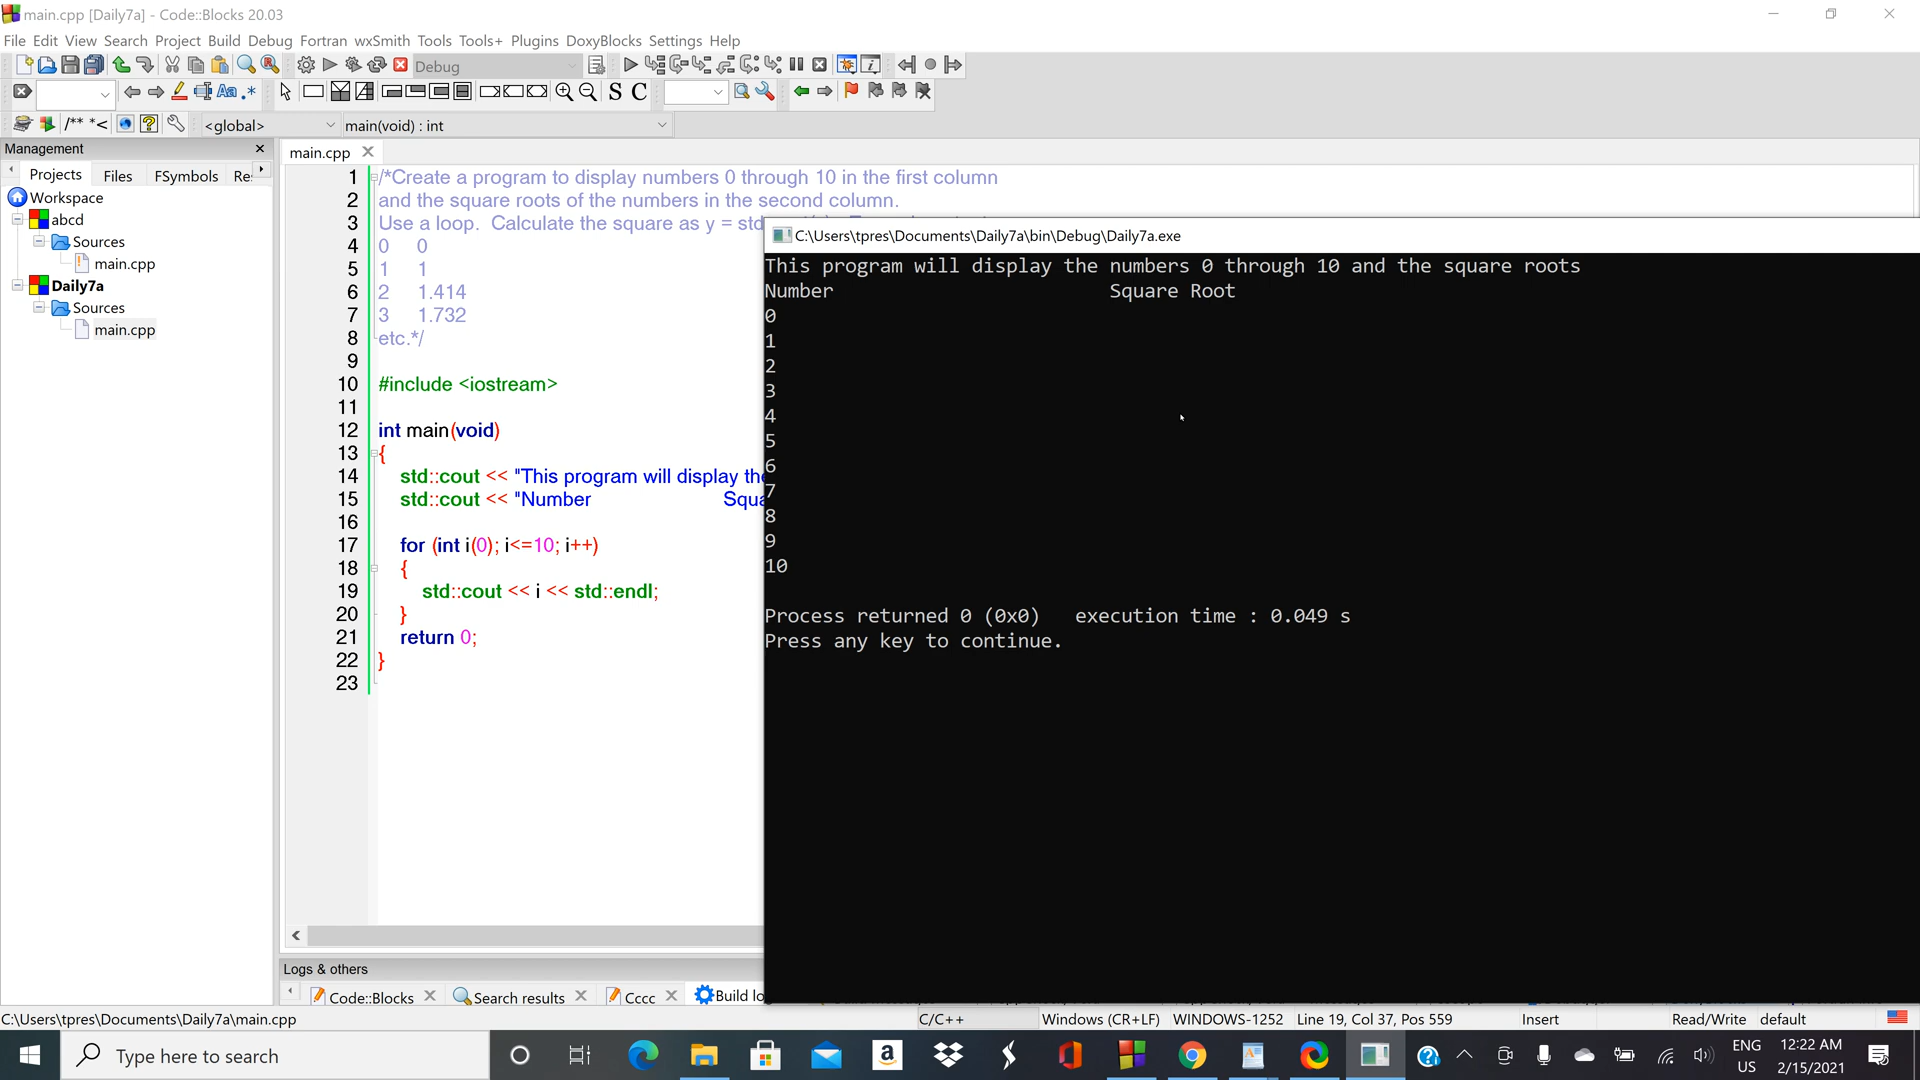 main.cpp [Daily7a] - Code::Blocks 20.03
File Edit View Search Project Build Debug Fortran wxSmith Tools Tools+ Plugins DoxyBlocks Settings Help
Debug
S C
/** *<
<global>
main(void) : int
Management
Projects Files FSymbols
Workspace
abcd
Sources
main.cpp
Daily7a
Sources
main.cpp
main.cpp
1 /*Create a program to display numbers 0 through 10 in the first column
2 and the square roots of the numbers in the second column.
3 Use a loop.  Calculate the square as y = std
4 0 0
5 1 1
6 2 1.414
7 3 1.732
8 etc.*/
9
10 #include <iostream>
11
12 int main(void)
13 {
14 std::cout << "This program will display the
15 std::cout << "Number Squa
16
17 for (int i(0); i<=10; i++)
18 {
19 std::cout << i << std::endl;
20 }
21 return 0;
22 }
23
C:\Users\tpres\Documents\Daily7a\bin\Debug\Daily7a.exe
This program will display the numbers 0 through 10 and the square roots
Number Square Root
0
1
2
3
4
5
6
7
8
9
10
Process returned 0 (0x0)   execution time : 0.049 s
Press any key to continue.
Logs & others
Code::Blocks Search results Cccc Build lo
C:\Users\tpres\Documents\Daily7a\main.cpp C/C++ Windows (CR+LF) WINDOWS-1252 Line 19, Col 37, Pos 559 Insert Read/Write default
Type here to search
ENG
US
12:22 AM
2/15/2021